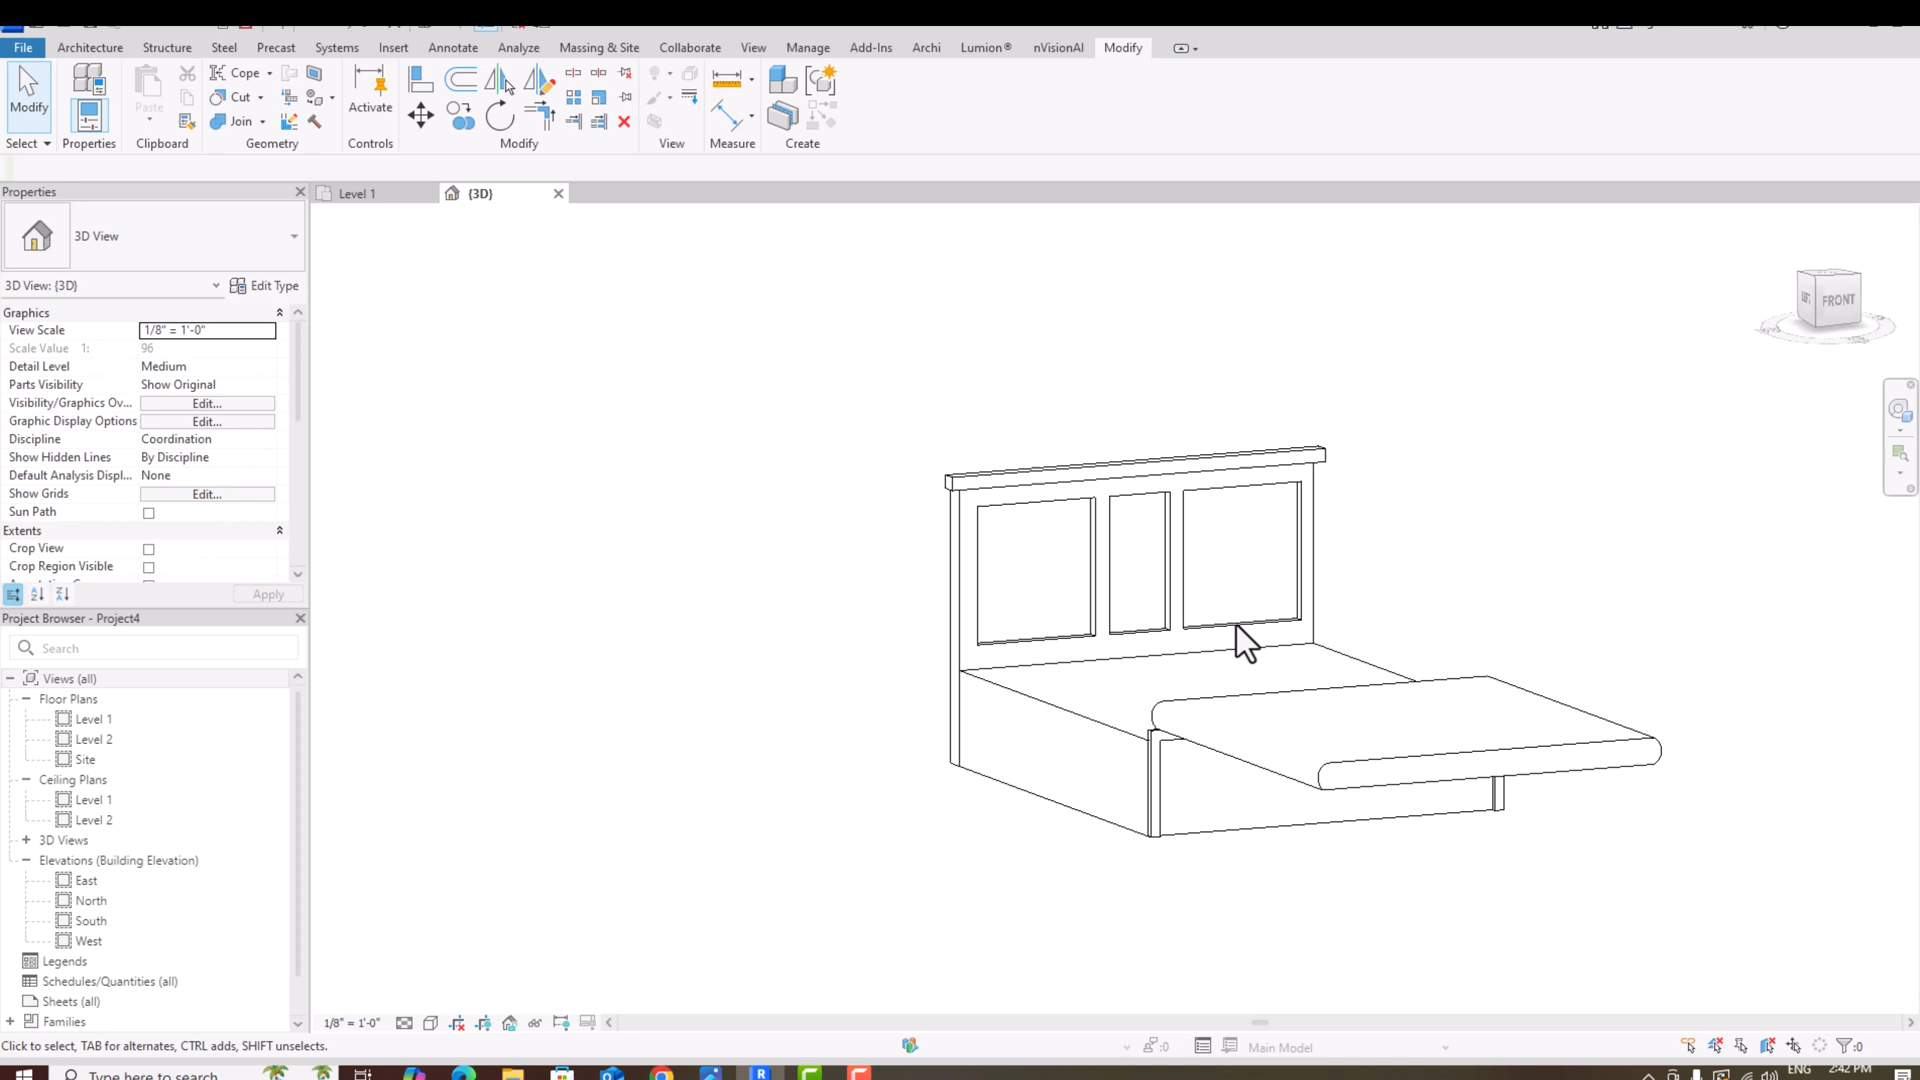 File Architecture Structure Steel Precast Systems Insert Annotate Analyze Massing & Site Collaborate View Manage Add-Ins Archi Lumion® nVisionAI Modify
Modify
Paste
Cope
Cut
Join
Activate
Select Properties Clipboard Geometry Controls Modify View Measure Create
Properties
Level 1
{3D}
3D View
3D View: {3D}
Edit Type
Graphics
View Scale 1/8" = 1'-0"
Scale Value 1: 96
Detail Level Medium
Parts Visibility Show Original
Visibility/Graphics Ov... Edit...
Graphic Display Options Edit...
Discipline Coordination
Show Hidden Lines By Discipline
Default Analysis Displ... None
Show Grids Edit...
Sun Path
Extents
Crop View
Crop Region Visible
Apply
Project Browser - Project4
Search
Views (all)
Floor Plans
Level 1
Level 2
Site
Ceiling Plans
Level 1
Level 2
3D Views
Elevations (Building Elevation)
East
North
South
West
Legends
Schedules/Quantities (all)
Sheets (all)
Families
FRONT
1/8" = 1'-0"
Click to select, TAB for alternates, CTRL adds, SHIFT unselects.
:0
Main Model
:0
Type here to search
ENG
2:42 PM